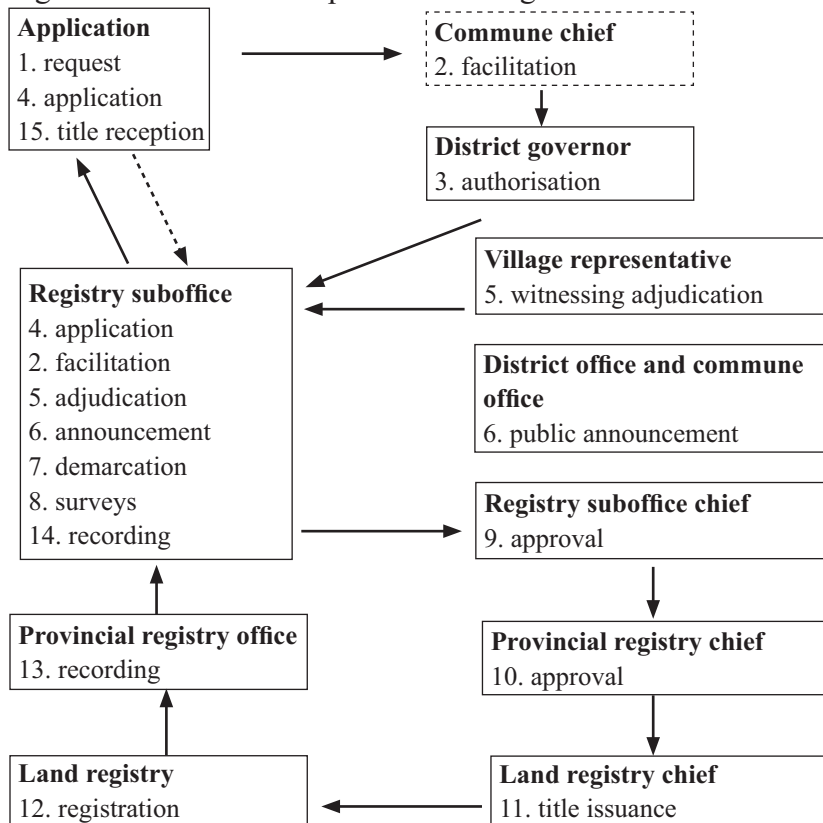 Application
1. request
4. application
15. title reception
Commune chief
2. facilitation
District governor
3. authorisation
Village representative
5. witnessing adjudication
Registry suboffice
4. application
2. facilitation
5. adjudication
6. announcement
7. demarcation
8. surveys
14. recording
District office and commune
office
6. public announcement
Registry suboffice chief
9. approval
Provincial registry office
13. recording
Provincial registry chief
10. approval
Land registry
12. registration
Land registry chief
11. title issuance